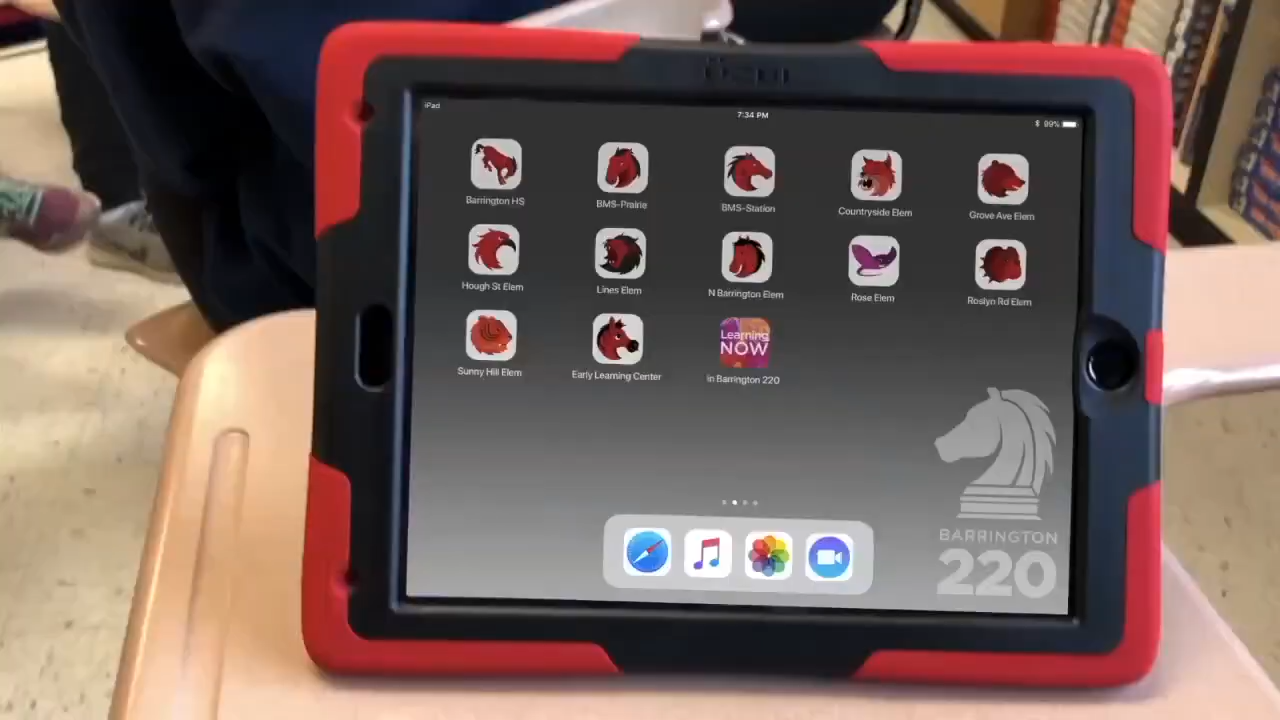 iPad
7:34 PM
99%
Barrington HS
BMS-Prairie
BMS-Station
Countryside Elem
Grove Ave Elem
Hough St Elem
Lines Elem
N Barrington Elem
Rose Elem
Roslyn Rd Elem
Learning
NOW
Sunny Hill Elem
Early Learning Center
in Barrington 220
BARRINGTON
220